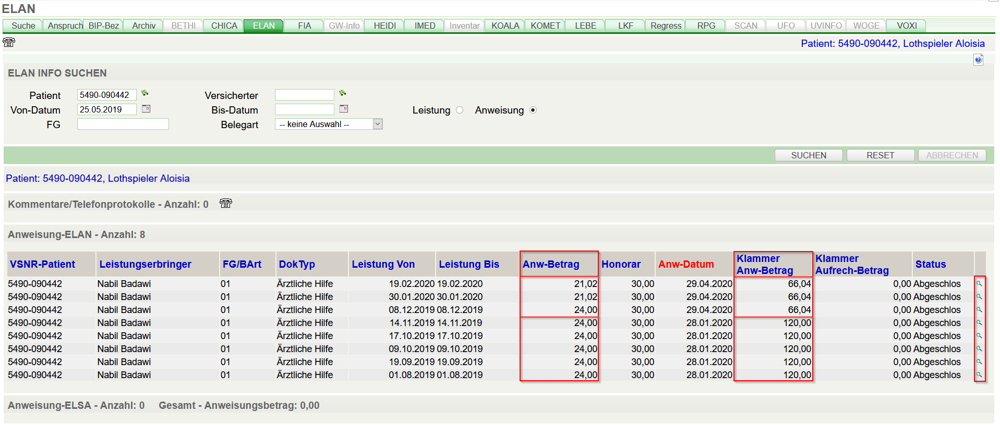 ELAN
Suche Anspruch BIP-Bez Archiv BETHI CHICA ELAN FIA GW-Info HEIDI IMED Inventar KOALA KOMET LEBE LKF Regress RPG SCAN UFO UVINFO WOGE VOXI
Patient: 5490-090442, Lothspieler Aloisia
ELAN INFO SUCHEN
Patient 5490-090442 Versicherter
Von-Datum 25.05.2019 Bis-Datum Leistung Anweisung
FG Belegart -- keine Auswahl --
SUCHEN RESET ABBRECHEN
Patient: 5490-090442, Lothspieler Aloisia
Kommentare/Telefonprotokolle - Anzahl: 0
Anweisung-ELAN - Anzahl: 8
VSNR-Patient Leistungserbringer FG/BArt DokTyp Leistung Von Leistung Bis Anw-Betrag Honorar Anw-Datum Klammer Anw-Betrag Klammer Aufrech-Betrag Status
5490-090442 Nabil Badawi 01 Ärztliche Hilfe 19.02.2020 19.02.2020 21,02 30,00 29.04.2020 66,04 0,00 Abgeschlos
5490-090442 Nabil Badawi 01 Ärztliche Hilfe 30.01.2020 30.01.2020 21,02 30,00 29.04.2020 66,04 0,00 Abgeschlos
5490-090442 Nabil Badawi 01 Ärztliche Hilfe 08.12.2019 08.12.2019 24,00 30,00 29.04.2020 66,04 0,00 Abgeschlos
5490-090442 Nabil Badawi 01 Ärztliche Hilfe 14.11.2019 14.11.2019 24,00 30,00 28.01.2020 120,00 0,00 Abgeschlos
5490-090442 Nabil Badawi 01 Ärztliche Hilfe 17.10.2019 17.10.2019 24,00 30,00 28.01.2020 120,00 0,00 Abgeschlos
5490-090442 Nabil Badawi 01 Ärztliche Hilfe 09.10.2019 09.10.2019 24,00 30,00 28.01.2020 120,00 0,00 Abgeschlos
5490-090442 Nabil Badawi 01 Ärztliche Hilfe 19.09.2019 19.09.2019 24,00 30,00 28.01.2020 120,00 0,00 Abgeschlos
5490-090442 Nabil Badawi 01 Ärztliche Hilfe 01.08.2019 01.08.2019 24,00 30,00 28.01.2020 120,00 0,00 Abgeschlos
Anweisung-ELSA - Anzahl: 0 Gesamt - Anweisungsbetrag: 0,00